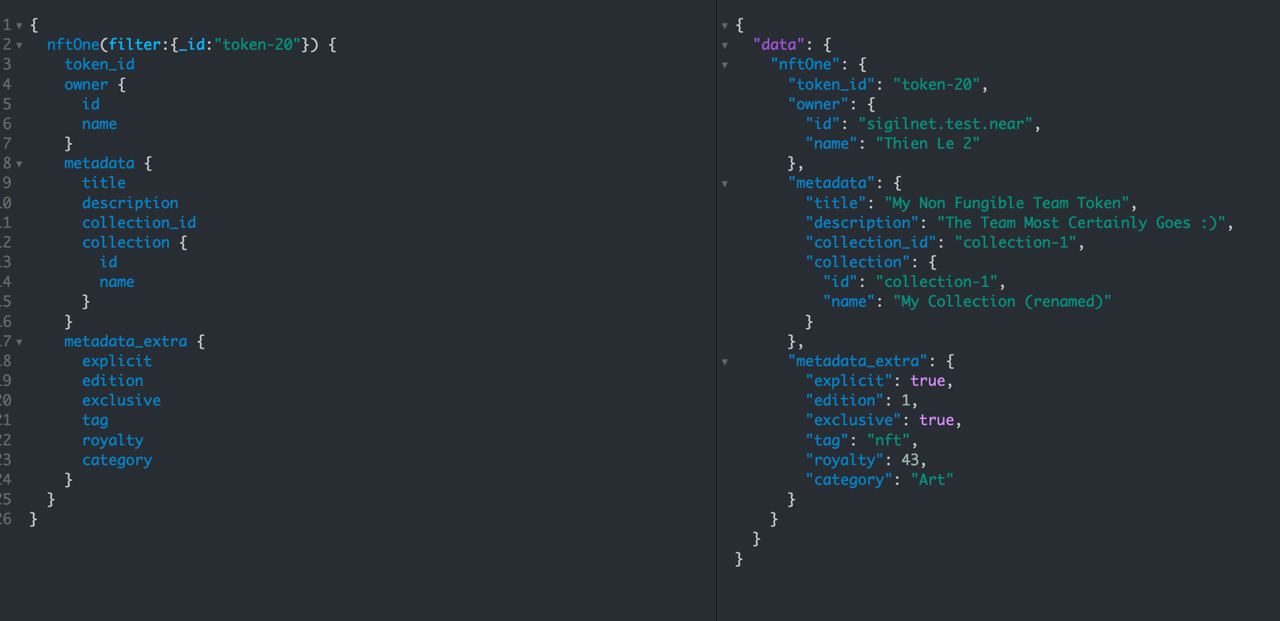 1 {
2 nftOne(filter:{_id:"token-20"}) {
3 token_id
4 owner {
5 id
6 name
7 }
8 metadata {
9 title
10 description
11 collection_id
12 collection {
13 id
14 name
15 }
16 }
17 metadata_extra {
18 explicit
19 edition
20 exclusive
21 tag
22 royalty
23 category
24 }
25 }
26 }
{
"data": {
"nftOne": {
"token_id": "token-20",
"owner": {
"id": "sigilnet.test.near",
"name": "Thien Le 2"
},
"metadata": {
"title": "My Non Fungible Team Token",
"description": "The Team Most Certainly Goes :)",
"collection_id": "collection-1",
"collection": {
"id": "collection-1",
"name": "My Collection (renamed)"
}
},
"metadata_extra": {
"explicit": true,
"edition": 1,
"exclusive": true,
"tag": "nft",
"royalty": 43,
"category": "Art"
}
}
}
}